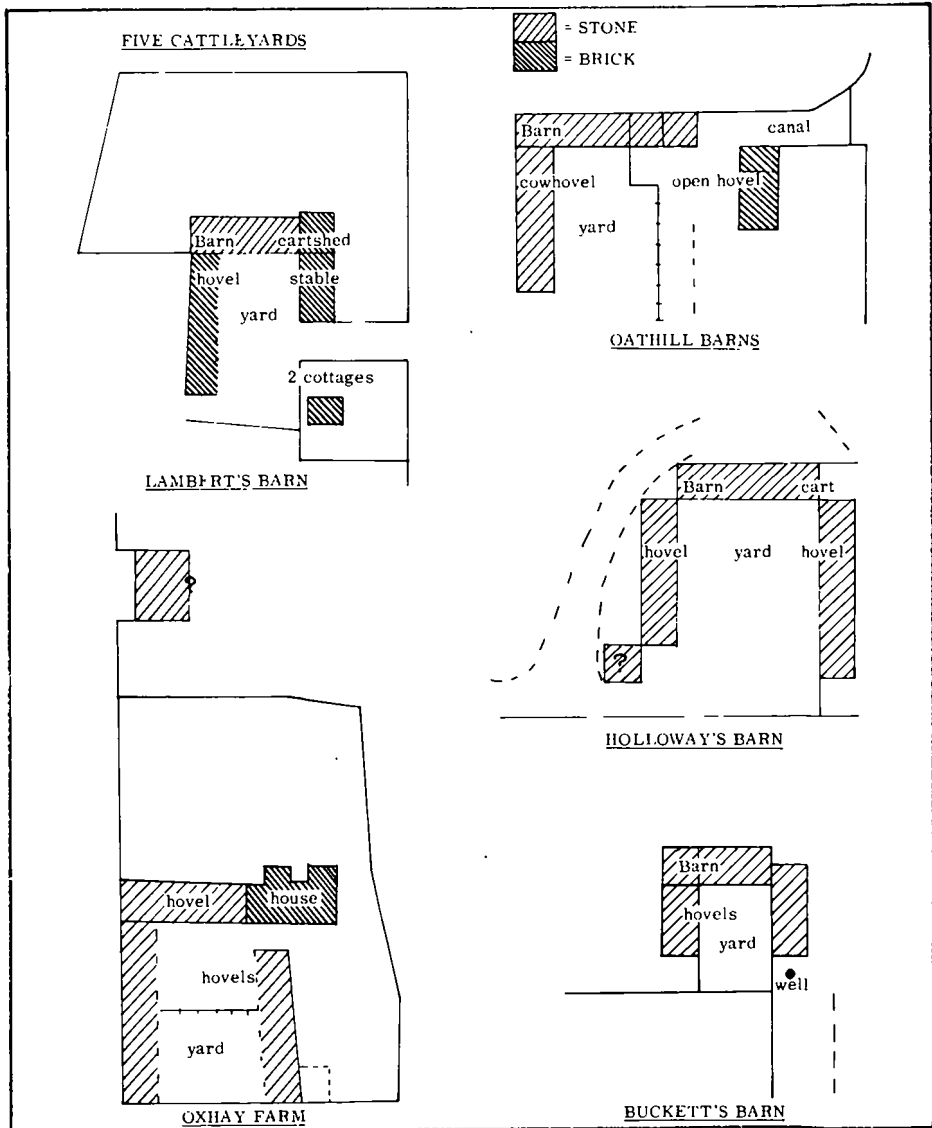 FIVE CATTLEYARDS
= STONE
= BRICK
Barn
cartshed
hovel
stable
yard
2 cottages
LAMBERT'S BARN
Barn
canal
cowhovel
open hovel
yard
OATHILL BARNS
Barn
cart
hovel
yard
hovel
?
HOLLOWAY'S BARN
?
hovel
house
hovels
yard
OXHAY FARM
Barn
hovels
yard
well
BUCKETT'S BARN